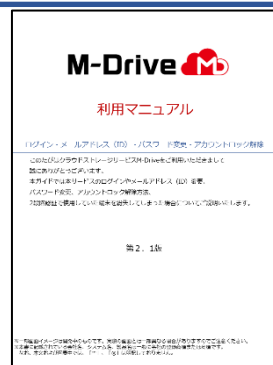 M-Drive
利用マニュアル
ログイン・メールアドレス（ID）・パスワード変更・アカウントロック解除
このたびはクラウドストレージサービスM-Driveをご利用いただきまして
誠にありがとうございます。
本ガイドでは本サービスのログインやメールアドレス（ID）変更、
パスワード変更、アカウントロック解除方法、
2段階認証で使用していた端末を紛失してしまった場合についてご説明いたします。
第2.1版